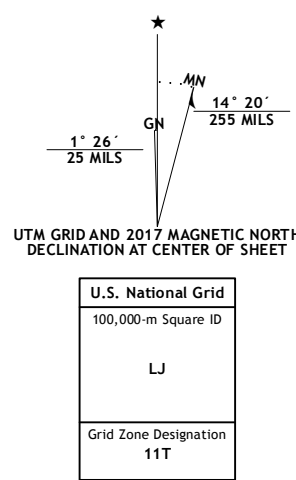 ★
MN
GN
14° 20´
255 MILS
1° 26´
25 MILS
UTM GRID AND 2017 MAGNETIC NORTH
DECLINATION AT CENTER OF SHEET
U.S. National Grid
100,000-m Square ID
LJ
Grid Zone Designation
11T